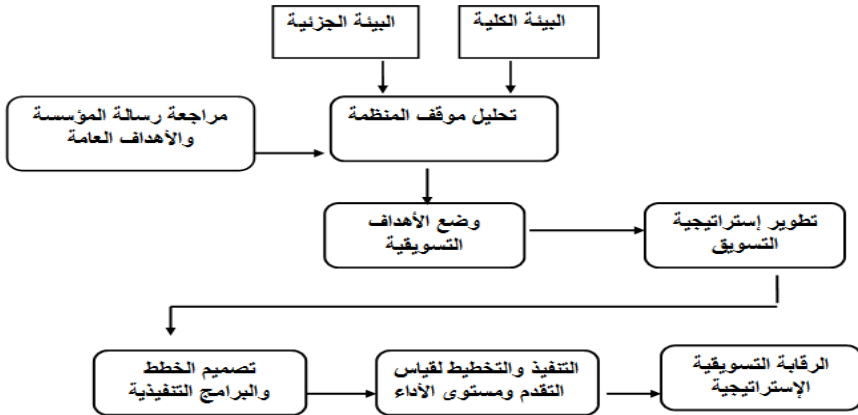 البيئة الكلية
البيئة الجزئية
مراجعة رسالة المؤسسة
والأهداف العامة
تحليل موقف المنظمة
وضع الأهداف
التسويقية
تطوير إستراتيجية
التسويق
تصميم الخطط
والبرامج التنفيذية
التنفيذ والتخطيط لقياس
التقدم ومستوى الأداء
الرقابة التسويقية
الإستراتيجية